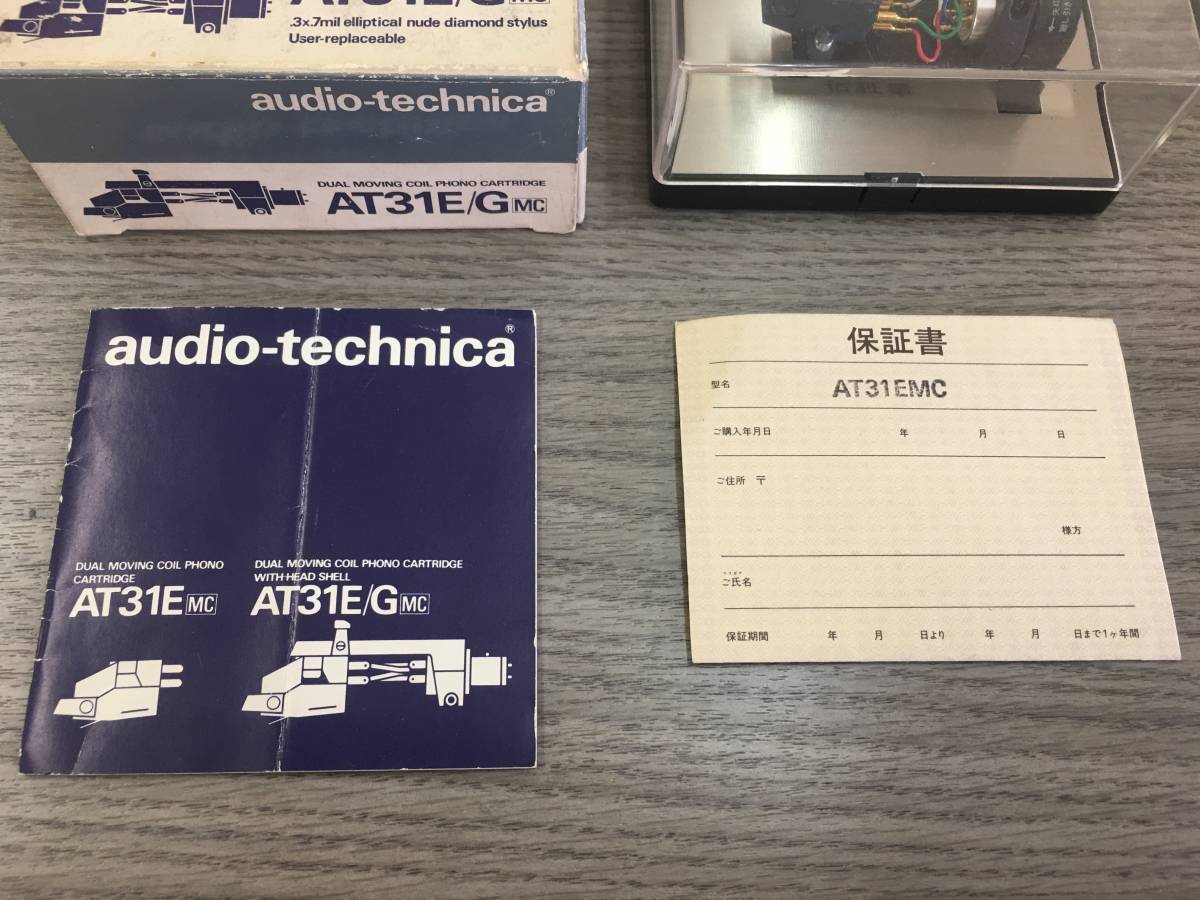 AT31E/G MC
.3x.7mil elliptical nude diamond stylus
User-replaceable
audio-technica®
DUAL MOVING COIL PHONO CARTRIDGE
AT31E/G MC
audio-technica®
DUAL MOVING COIL PHONO CARTRIDGE
AT31E MC
DUAL MOVING COIL PHONO CARTRIDGE
WITH HEAD SHELL
AT31E/G MC
保証書
型名 AT31EMC
ご購入年月日 年 月 日
ご住所 〒
様方
ご氏名
保証期間 年 月 日より 年 月 日まで1ヶ年間